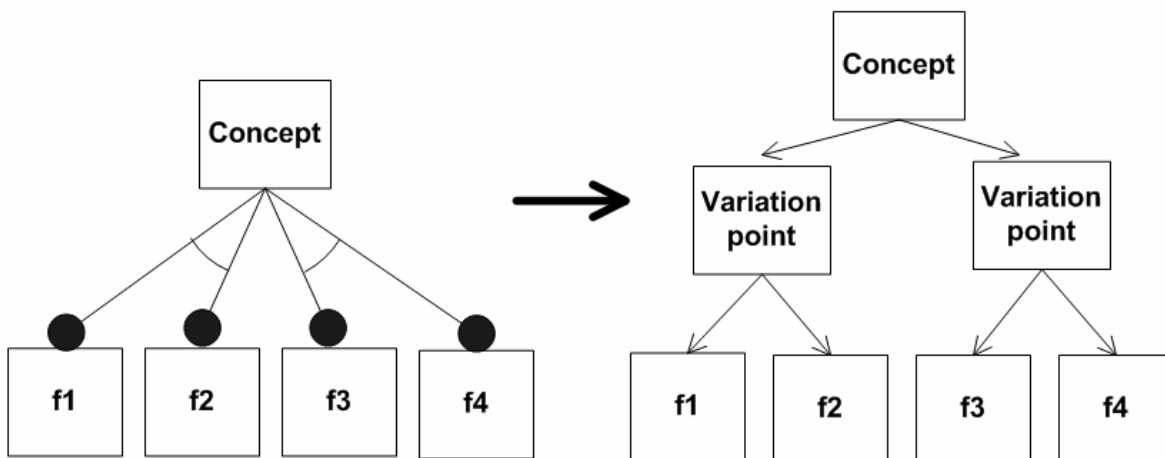 Concept
f1
f2
f3
f4
Concept
Variation
point
Variation
point
f1
f2
f3
f4